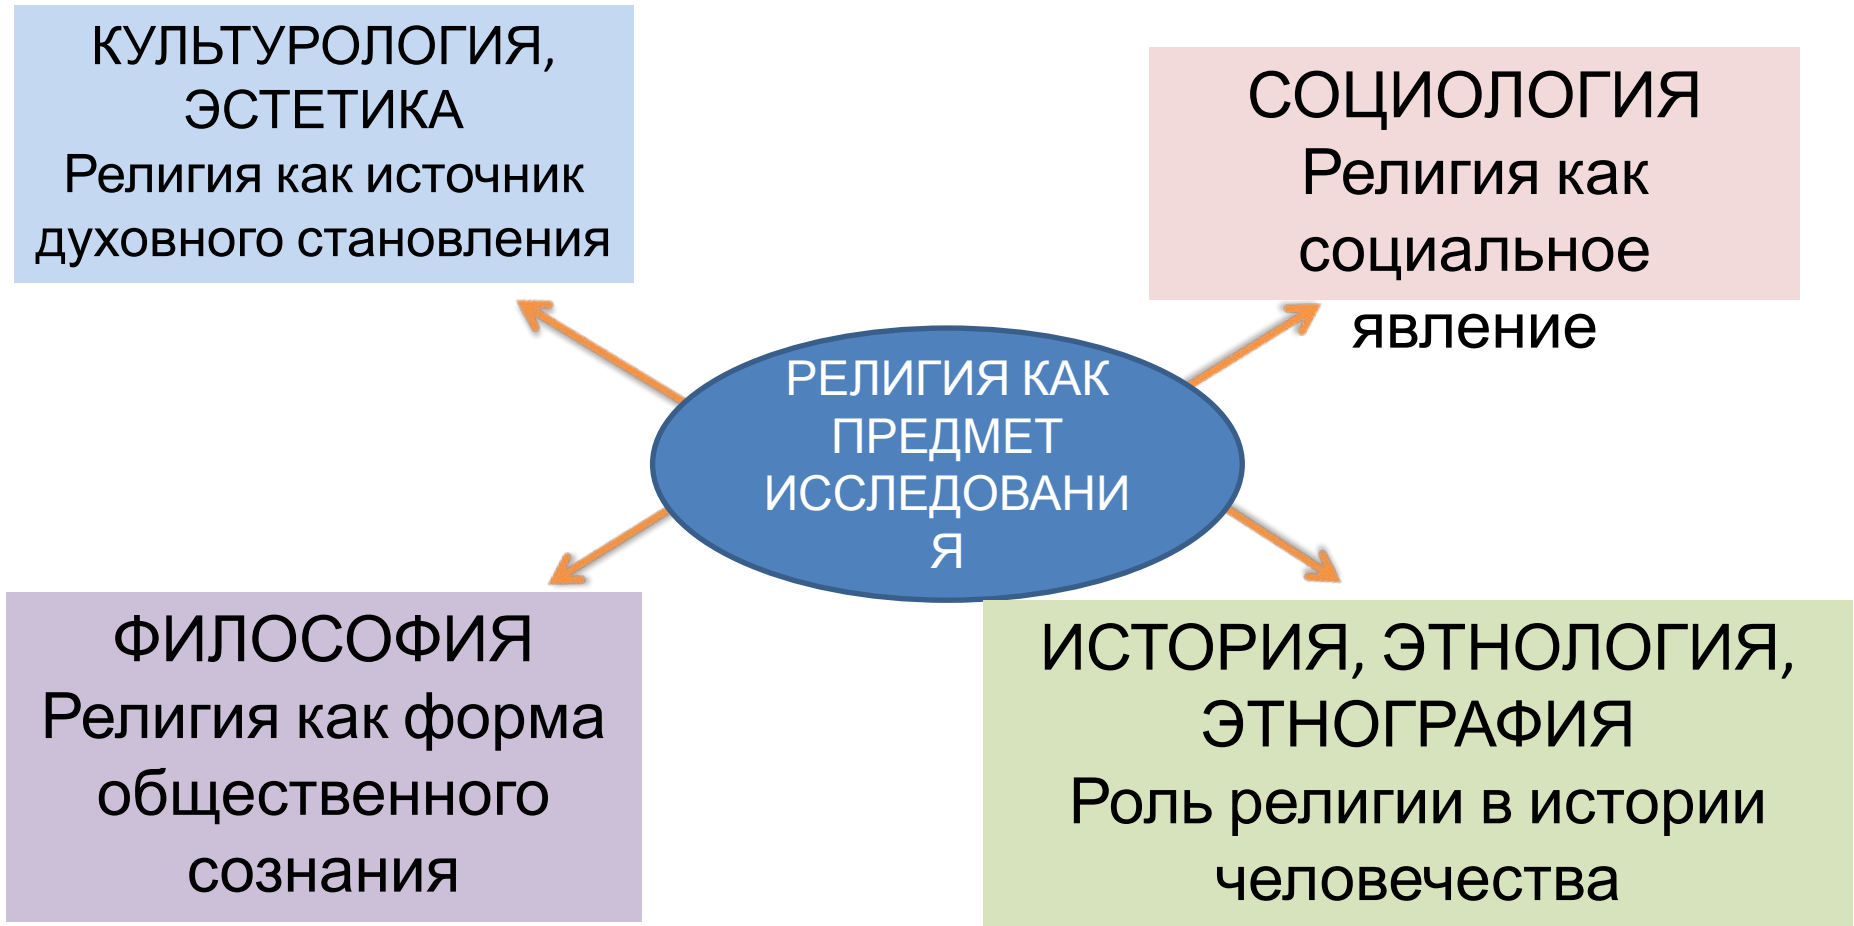 КУЛЬТУРОЛОГИЯ,
ЭСТЕТИКА
Религия как источник
духовного становления
СОЦИОЛОГИЯ
Религия как
социальное
явление
РЕЛИГИЯ КАК
ПРЕДМЕТ
ИССЛЕДОВАНИ
Я
ФИЛОСОФИЯ
Религия как форма
общественного
сознания
ИСТОРИЯ, ЭТНОЛОГИЯ,
ЭТНОГРАФИЯ
Роль религии в истории
человечества